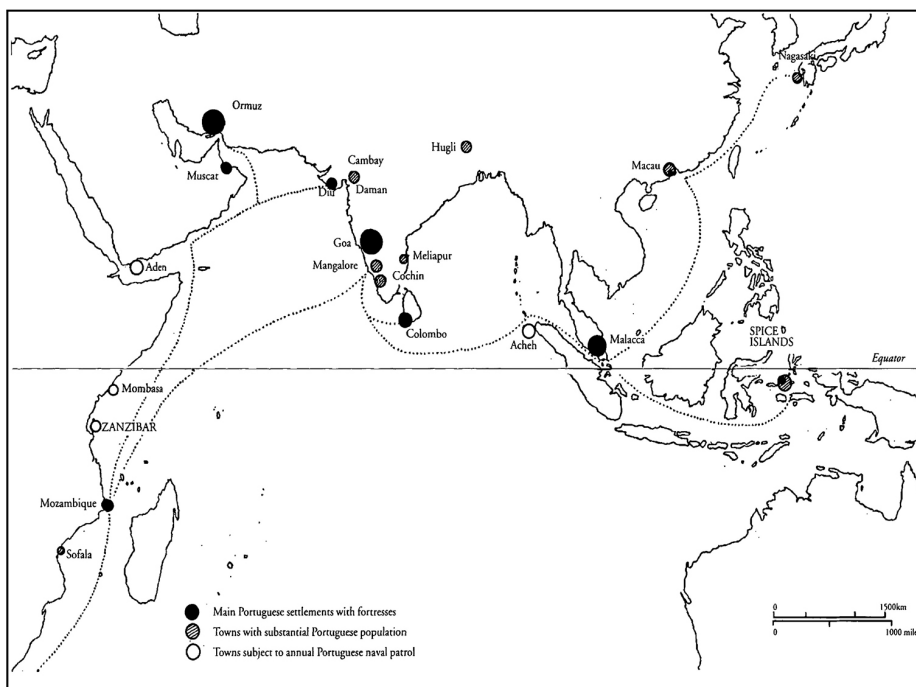 Nagasaki
Ormuz
Hugli
Cambay
Macau
Muscat
Diu
Daman
Goa
Meliapur
Mangalore
Aden
Cochin
Colombo
Acheh
Malacca
SPICE
ISLANDS
Equator
Mombasa
ZANZIBAR
Mozambique
Sofala
Main Portuguese settlements with fortresses
Towns with substantial Portuguese population
Towns subject to annual Portuguese naval patrol
0 1500km
0 1000 mile